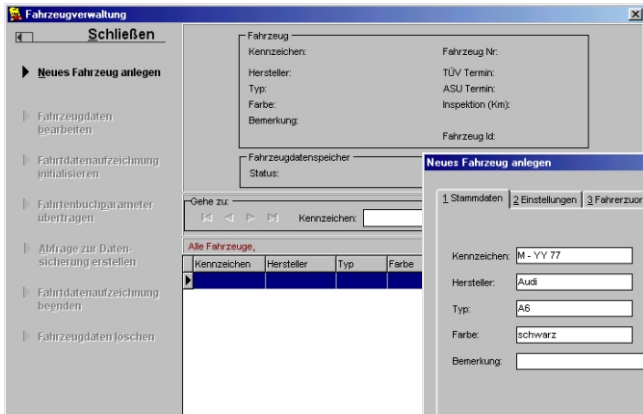 Fahrzeugverwaltung
Schließen
Neues Fahrzeug anlegen
Fahrzeugdaten
bearbeiten
Fahrtdatenaufzeichnung
initialisieren
Fahrtenbuchparameter
übertragen
Abfrage zur Daten-
sicherung erstellen
Fahrtdatenaufzeichnung
beenden
Fahrzeugdaten löschen
Fahrzeug
Kennzeichen: Fahrzeug Nr:
Hersteller: TÜV Termin:
Typ: ASU Termin:
Farbe: Inspektion (Km):
Bemerkung:
Fahrzeug Id:
Fahrzeugdatenspeicher
Status:
Gehe zu:
Kennzeichen:
Alle Fahrzeuge,
Kennzeichen Hersteller Typ Farbe
Neues Fahrzeug anlegen
1 Stammdaten 2 Einstellungen 3 Fahrerzuor
Kennzeichen: M - YY 77
Hersteller: Audi
Typ: A6
Farbe: schwarz
Bemerkung: